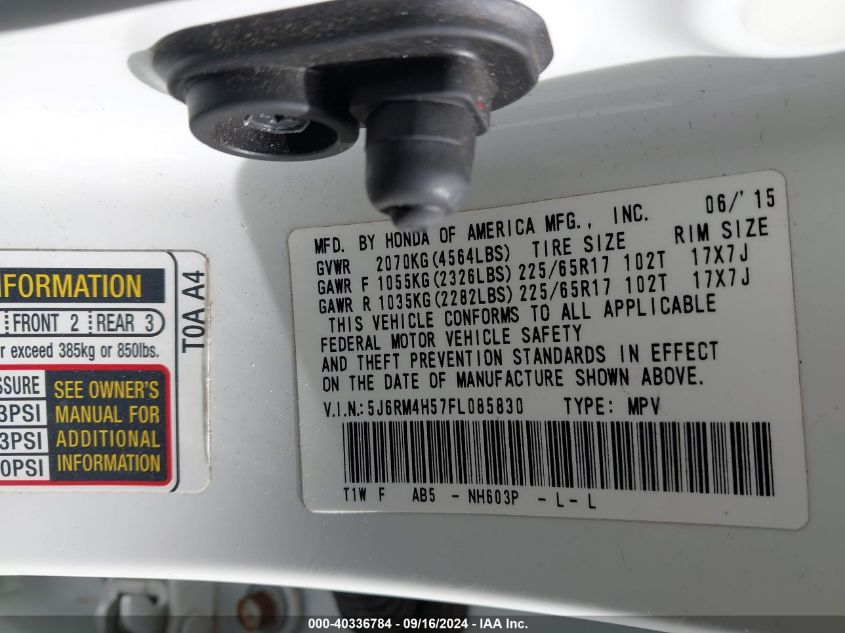 MFD. BY HONDA OF AMERICA MFG., INC. 06/'15
GVWR 2070KG(4564LBS) TIRE SIZE RIM SIZE
GAWR F 1055KG(2326LBS) 225/65R17 102T 17X7J
GAWR R 1035KG(2282LBS) 225/65R17 102T 17X7J
THIS VEHICLE CONFORMS TO ALL APPLICABLE
FEDERAL MOTOR VEHICLE SAFETY
AND THEFT PREVENTION STANDARDS IN EFFECT
ON THE DATE OF MANUFACTURE SHOWN ABOVE.
V.I.N.: 5J6RM4H57FL085830 TYPE: MPV
T1W F AB5 - NH603P - L - L
FORMATION
FRONT 2 REAR 3
exceed 385kg or 850lbs.
SSURE
3PSI
3PSI
0PSI
SEE OWNER'S
MANUAL FOR
ADDITIONAL
INFORMATION
T0A A4
000-40336784 - 09/16/2024 - IAA Inc.